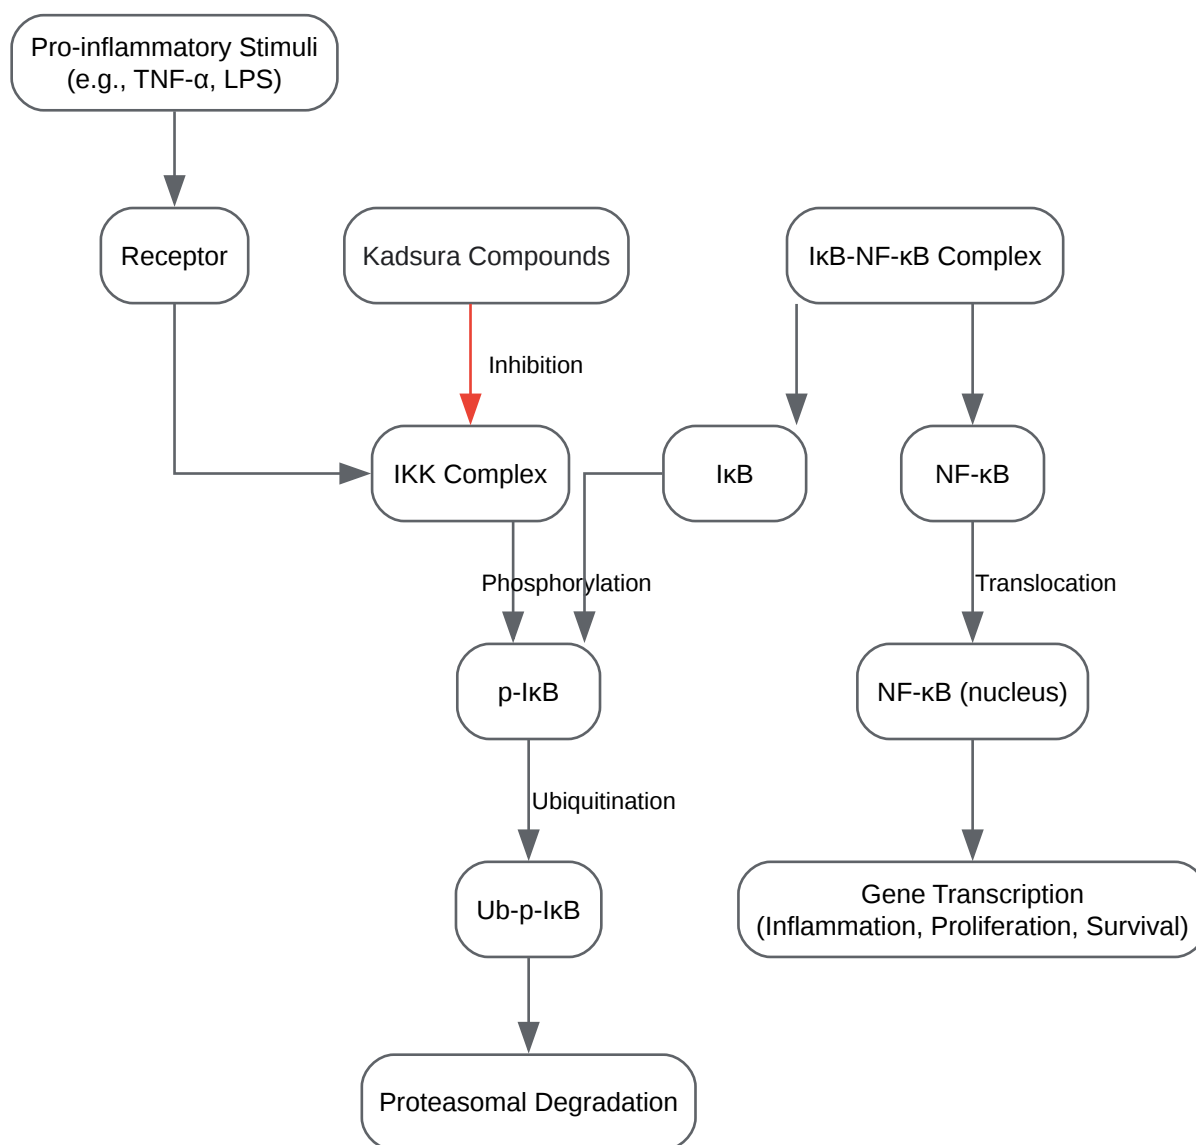 Pro-inflammatory Stimuli
(e.g., TNF-α, LPS)
Receptor
Kadsura Compounds
IκB-NF-κB Complex
Inhibition
IKK Complex
IκB
NF-κB
Phosphorylation
Translocation
p-IκB
NF-κB (nucleus)
Ubiquitination
Ub-p-IκB
Gene Transcription
(Inflammation, Proliferation, Survival)
Proteasomal Degradation